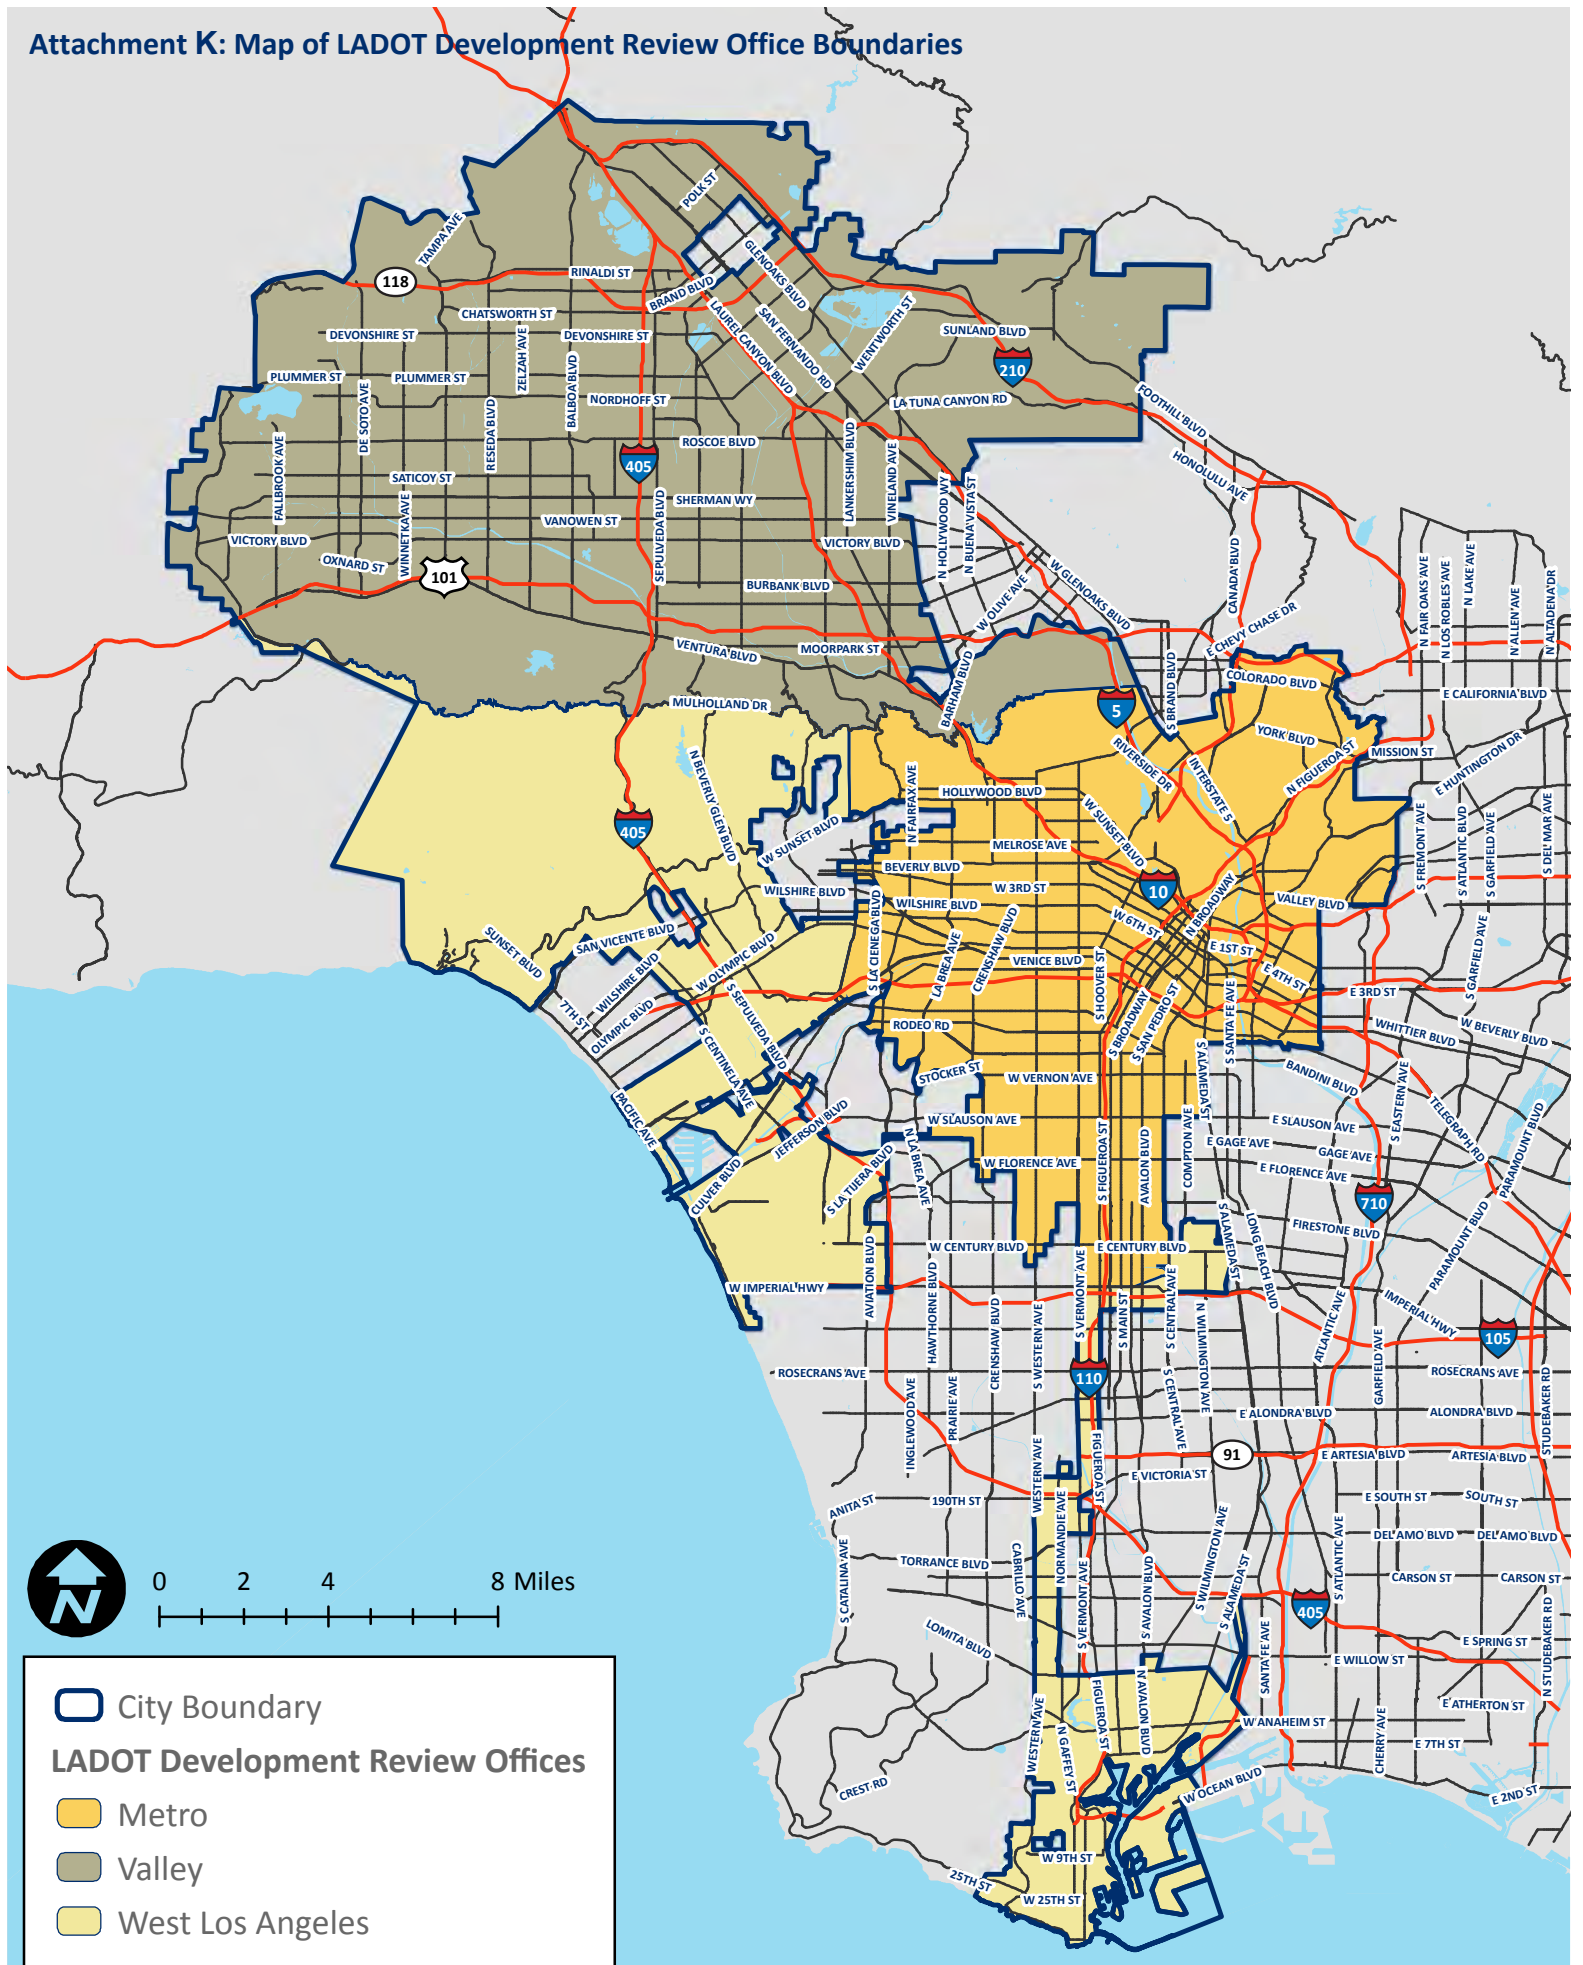 Attachment K: Map of LADOT Development Review Office Boundaries
POLK ST
TAMPA AVE
GLENOAKS BLVD
RINALDI ST
118
BRAND BLVD
CHATSWORTH ST
LAUREL CANYON BLVD
SAN FERNANDO RD
WENTWORTH ST
DEVONSHIRE ST
DEVONSHIRE ST
SUNLAND BLVD
ZELZAH AVE
BALBOA BLVD
210
PLUMMER ST
PLUMMER ST
DE SOTO AVE
NORDHOFF ST
LA TUNA CANYON RD
FOOTHILL BLVD
RESEDA BLVD
FALLBROOK AVE
ROSCOE BLVD
LANKERSHIM BLVD
VINELAND AVE
405
HONOLULU AVE
SATICOY ST
WINNETKA AVE
SHERMAN WY
N HOLLYWOOD WY
N BUENA VISTA ST
VANOWEN ST
SEPULVEDA BLVD
VICTORY BLVD
VICTORY BLVD
OXNARD ST
101
BURBANK BLVD
W OLIVE AVE
W GLENOAKS BLVD
CANADA BLVD
N FAIR OAKS AVE
N LOS ROBLES AVE
N LAKE AVE
N ALLEN AVE
N ALTADENA DR
VENTURA BLVD
MOORPARK ST
E CHEVY CHASE DR
BARHAM BLVD
S BRAND BLVD
COLORADO BLVD
E CALIFORNIA BLVD
MULHOLLAND DR
5
YORK BLVD
MISSION ST
RIVERSIDE DR
N FIGUEROA ST
E HUNTINGTON DR
N BEVERLY GLEN BLVD
INTERSTATE 5
N FAIRFAX AVE
HOLLYWOOD BLVD
W SUNSET BLVD
405
W SUNSET BLVD
MELROSE AVE
S FREMONT AVE
S ATLANTIC BLVD
S GARFIELD AVE
S DEL MAR AVE
BEVERLY BLVD
W 3RD ST
10
WILSHIRE BLVD
WILSHIRE BLVD
N BROADWAY
VALLEY BLVD
S LA CIENEGA BLVD
W 6TH ST
SUNSET BLVD
SAN VICENTE BLVD
W OLYMPIC BLVD
LA BREA AVE
CRENSHAW BLVD
E 1ST ST
E 4TH ST
VENICE BLVD
WILSHIRE BLVD
S HOOVER ST
S GARFIELD AVE
E 3RD ST
7TH ST
OLYMPIC BLVD
S SEPULVEDA BLVD
S BROADWAY
S SAN PEDRO ST
S SANTA FE AVE
RODEO RD
WHITTIER BLVD
W BEVERLY BLVD
S CENTINELA AVE
STOCKER ST
W VERNON AVE
S ALAMEDA ST
BANDINI BLVD
S EASTERN AVE
PACIFIC AVE
JEFFERSON BLVD
W SLAUSON AVE
E SLAUSON AVE
TELEGRAPH RD
PARAMOUNT BLVD
N LA BREA AVE
S FIGUEROA ST
AVALON BLVD
COMPTON AVE
E GAGE AVE
GAGE AVE
CULVER BLVD
S LA TIJERA BLVD
W FLORENCE AVE
E FLORENCE AVE
710
S ALAMEDA ST
LONG BEACH BLVD
FIRESTONE BLVD
PARAMOUNT BLVD
AVIATION BLVD
W CENTURY BLVD
E CENTURY BLVD
W IMPERIAL HWY
HAWTHORNE BLVD
CRENSHAW BLVD
S WESTERN AVE
S VERMONT AVE
S MAIN ST
S CENTRAL AVE
N WILMINGTON AVE
ATLANTIC AVE
IMPERIAL HWY
105
ROSECRANS AVE
INGLEWOOD AVE
PRAIRIE AVE
110
S CENTRAL AVE
GARFIELD AVE
ROSECRANS AVE
E ALONDRA BLVD
ALONDRA BLVD
STUDEBAKER RD
WESTERN AVE
FIGUEROA ST
91
E ARTESIA BLVD
ARTESIA BLVD
E VICTORIA ST
ANITA ST
190TH ST
NORMANDIE AVE
E SOUTH ST
SOUTH ST
S CATALINA AVE
TORRANCE BLVD
CABRILLO AVE
S VERMONT AVE
S AVALON BLVD
S WILMINGTON AVE
S ALAMEDA ST
S ATLANTIC AVE
DEL AMO BLVD
DEL AMO BLVD
CARSON ST
CARSON ST
405
LOMITA BLVD
SANTA FE AVE
E SPRING ST
E WILLOW ST
N STUDEBAKER RD
WESTERN AVE
FIGUEROA ST
N AVALON BLVD
E ATHERTON ST
W ANAHEIM ST
CHERRY AVE
E 7TH ST
N GAFFEY ST
CREST RD
W OCEAN BLVD
E 2ND ST
W 9TH ST
25TH ST
W 25TH ST
N
0 2 4 8 Miles
City Boundary
LADOT Development Review Offices
Metro
Valley
West Los Angeles